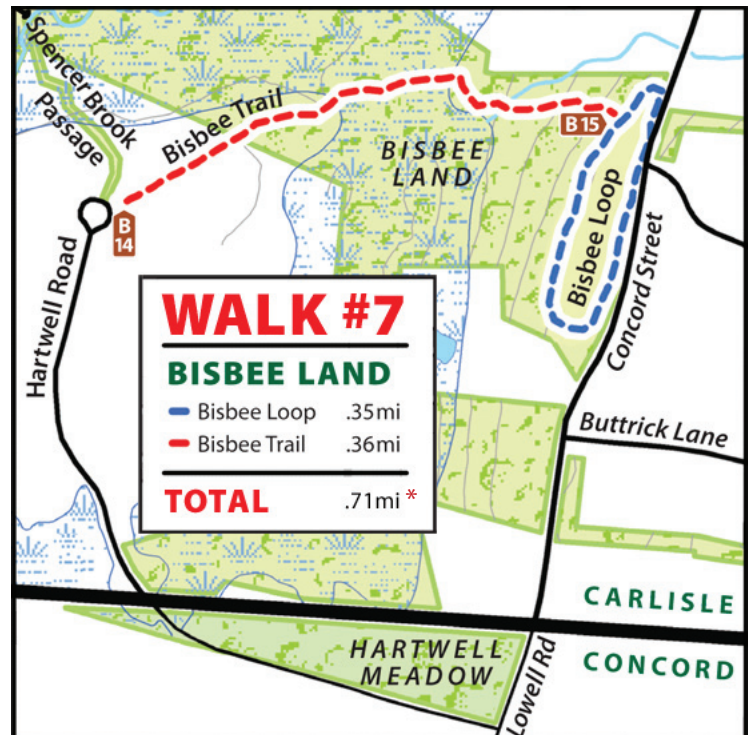 Spencer Brook
Passage
Bisbee Trail
B 15
BISBEE
LAND
Bisbee Loop
B
14
Concord Street
Hartwell Road
WALK #7
BISBEE LAND
Bisbee Loop .35mi
Bisbee Trail .36mi
TOTAL .71mi *
Buttrick Lane
CARLISLE
HARTWELL
MEADOW
CONCORD
Lowell Rd